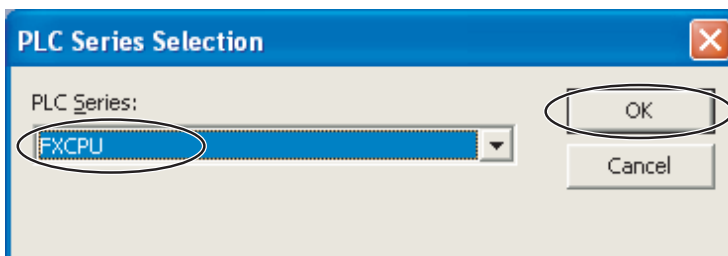 PLC Series Selection
PLC Series:
FXCPU
OK
Cancel